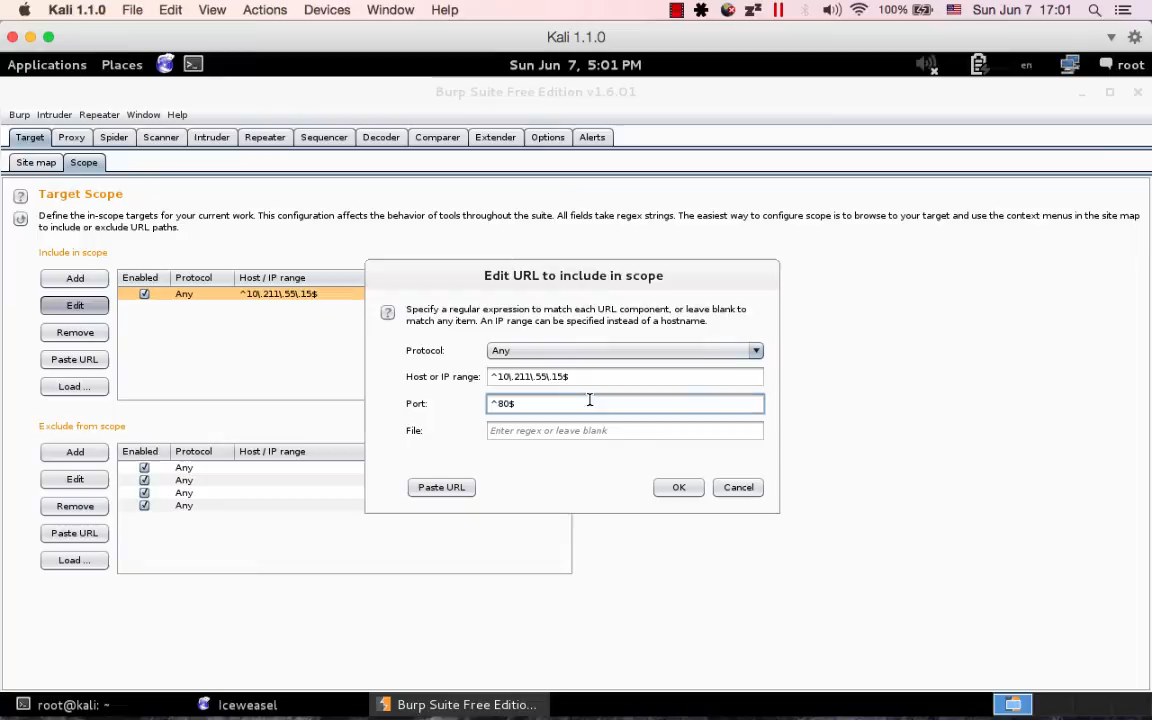 Kali 1.1.0 File Edit View Actions Devices Window Help 100% Sun Jun 7 17:01
Kali 1.1.0
Applications Places Sun Jun 7, 5:01 PM en root
Burp Suite Free Edition v1.6.01
Burp Intruder Repeater Window Help
Target Proxy Spider Scanner Intruder Repeater Sequencer Decoder Comparer Extender Options Alerts
Site map Scope
? Target Scope
Define the in-scope targets for your current work. This configuration affects the behavior of tools throughout the suite. All fields take regex strings. The easiest way to configure scope is to browse to your target and use the context menus in the site map
to include or exclude URL paths.
Include in scope
Add Enabled Protocol Host / IP range
Any ^10\.211\.55\.15$
Edit
Remove
Paste URL
Load ...
Edit URL to include in scope
? Specify a regular expression to match each URL component, or leave blank to
match any item. An IP range can be specified instead of a hostname.
Protocol: Any
Host or IP range: ^10\.211\.55\.15$
Port: ^80$
File: Enter regex or leave blank
Paste URL OK Cancel
Exclude from scope
Add Enabled Protocol Host / IP range
Any
Edit Any
Any
Remove Any
Paste URL
Load ...
root@kali: ~ Iceweasel Burp Suite Free Editio...